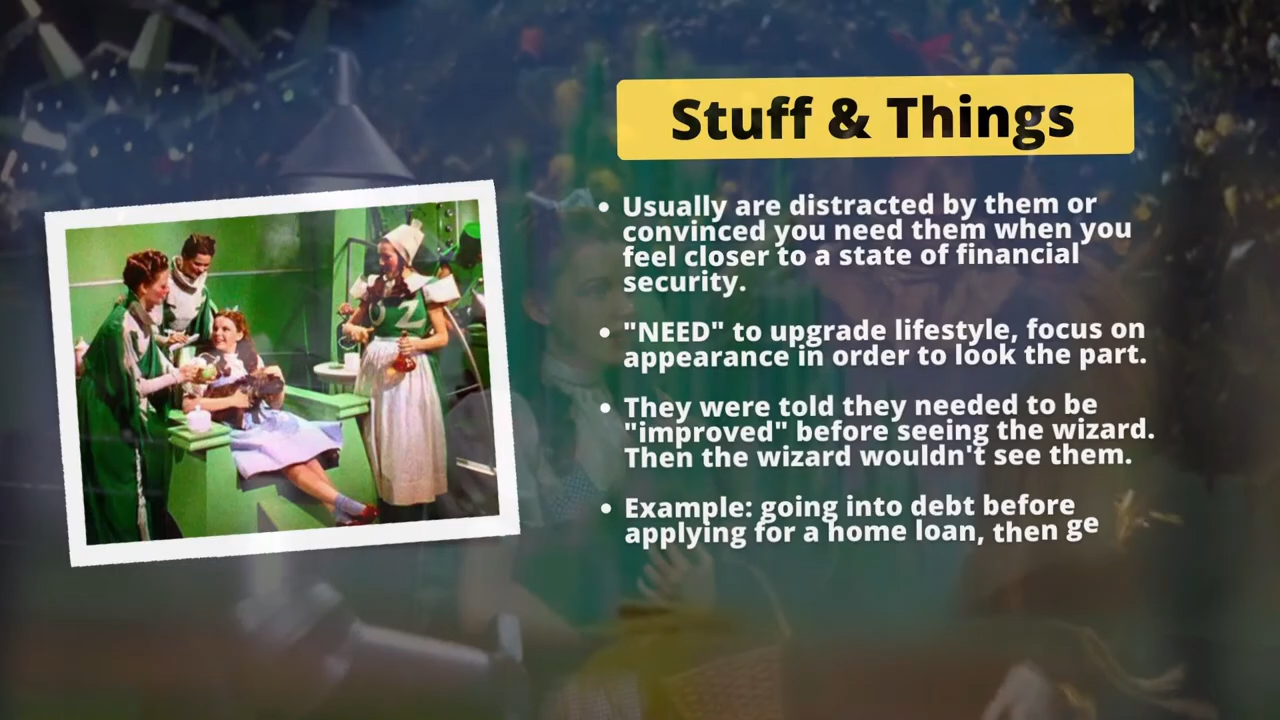 Stuff & Things
• Usually are distracted by them or
convinced you need them when you
feel closer to a state of financial
security.
• "NEED" to upgrade lifestyle, focus on
appearance in order to look the part.
• They were told they needed to be
"improved" before seeing the wizard.
Then the wizard wouldn't see them.
• Example: going into debt before
applying for a home loan, then ge
OZ